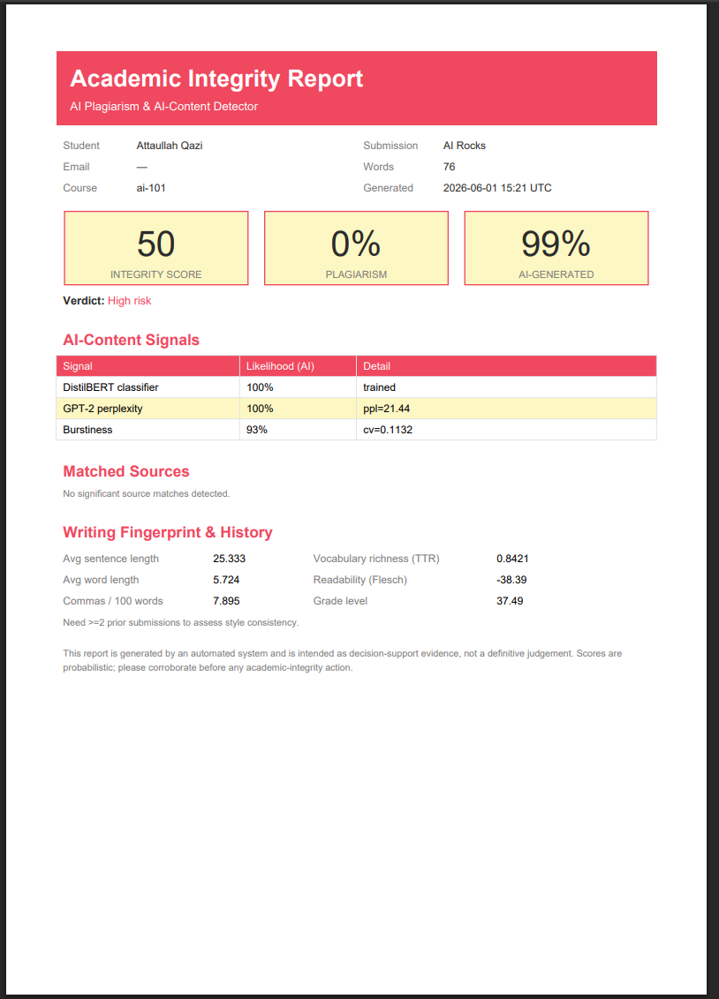 Academic Integrity Report
AI Plagiarism & AI-Content Detector
Student Attaullah Qazi Submission AI Rocks
Email — Words 76
Course ai-101 Generated 2026-06-01 15:21 UTC
50 0% 99%
INTEGRITY SCORE PLAGIARISM AI-GENERATED
Verdict: High risk
AI-Content Signals
Signal Likelihood (AI) Detail
DistilBERT classifier 100% trained
GPT-2 perplexity 100% ppl=21.44
Burstiness 93% cv=0.1132
Matched Sources
No significant source matches detected.
Writing Fingerprint & History
Avg sentence length 25.333 Vocabulary richness (TTR) 0.8421
Avg word length 5.724 Readability (Flesch) -38.39
Commas / 100 words 7.895 Grade level 37.49
Need >=2 prior submissions to assess style consistency.
This report is generated by an automated system and is intended as decision-support evidence, not a definitive judgement. Scores are
probabilistic; please corroborate before any academic-integrity action.